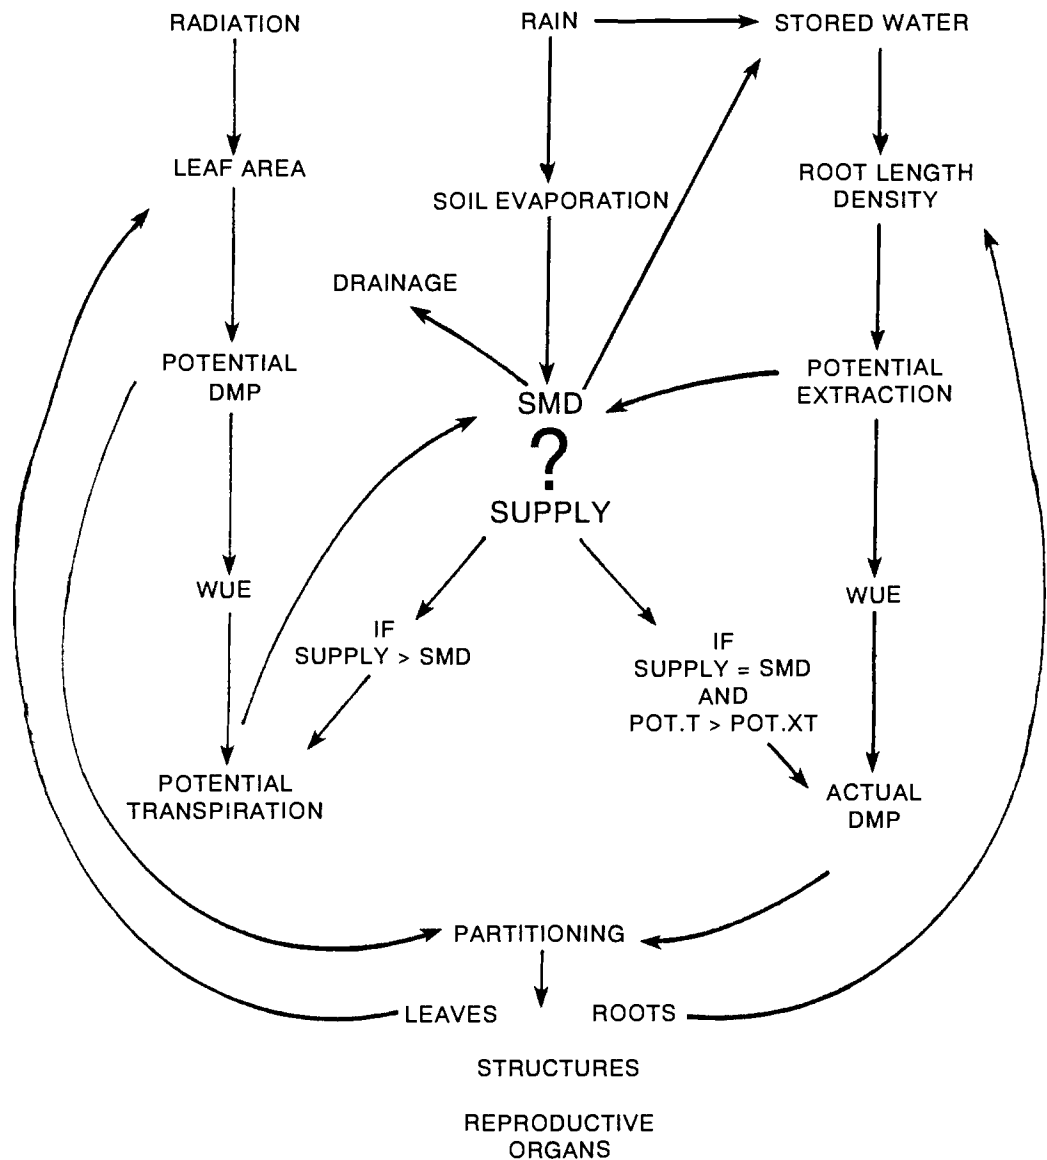 RADIATION
RAIN
STORED WATER
LEAF AREA
ROOT LENGTH
DENSITY
SOIL EVAPORATION
DRAINAGE
POTENTIAL
DMP
POTENTIAL
EXTRACTION
SMD
?
SUPPLY
WUE
WUE
IF
SUPPLY > SMD
IF
SUPPLY = SMD
AND
POT.T > POT.XT
POTENTIAL
TRANSPIRATION
ACTUAL
DMP
PARTITIONING
LEAVES
ROOTS
STRUCTURES
REPRODUCTIVE
ORGANS